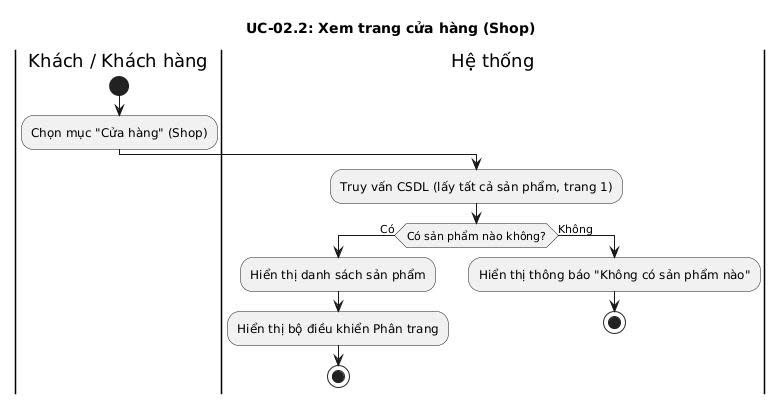 UC-02.2: Xem trang cửa hàng (Shop)
Khách / Khách hàng
Hệ thống
Chọn mục "Cửa hàng" (Shop)
Truy vấn CSDL (lấy tất cả sản phẩm, trang 1)
Có
Có sản phẩm nào không?
Không
Hiển thị danh sách sản phẩm
Hiển thị thông báo "Không có sản phẩm nào"
Hiển thị bộ điều khiển Phân trang